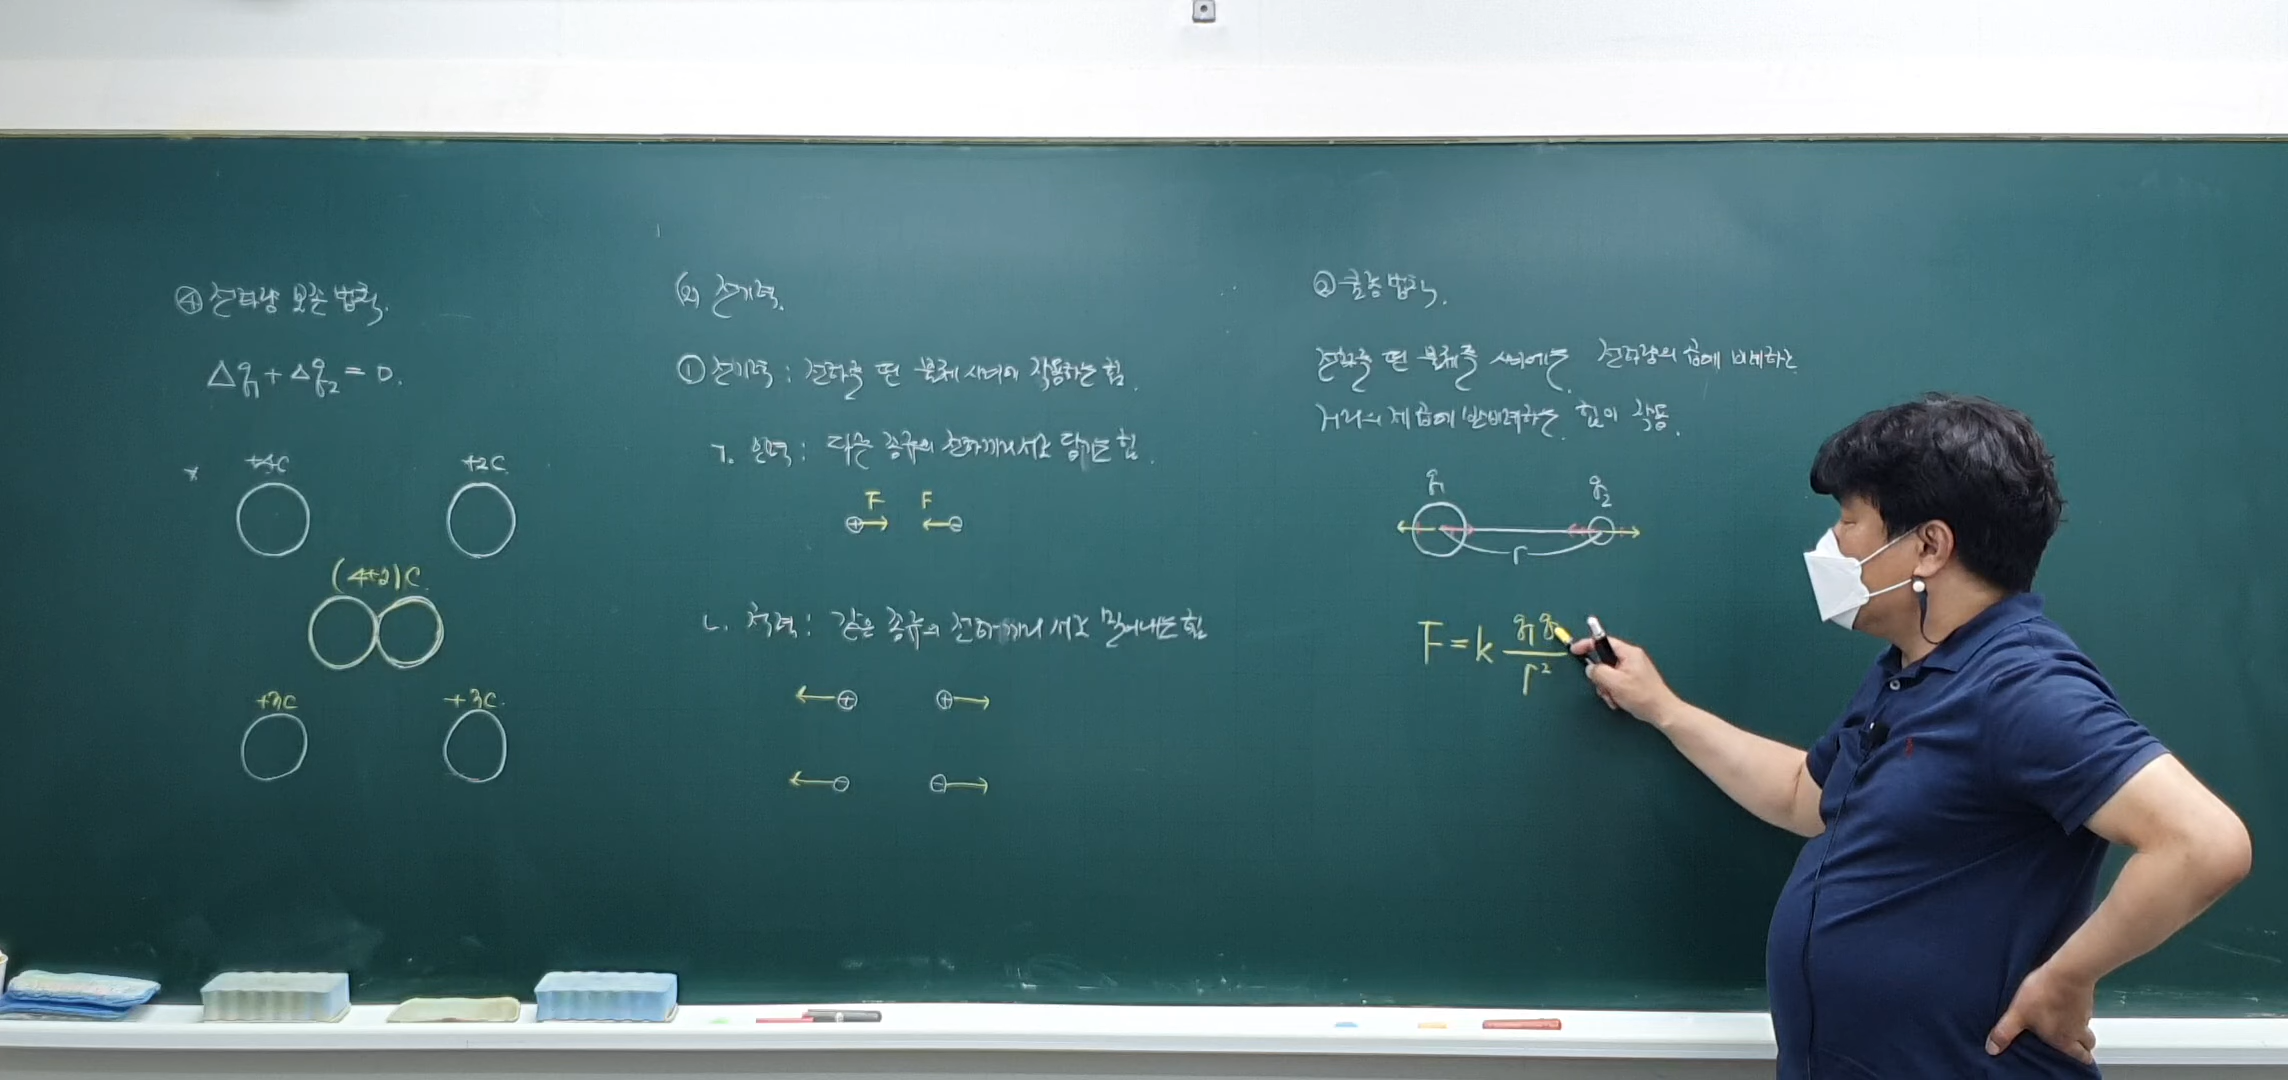 ④ 전하량 보존 법칙.
△q₁ + △q₂ = 0.
* +4C +2C
(4+2)C
+3C +3C.
(2) 전기력.
① 전기력 : 전하를 띤 물체 사이에 작용하는 힘.
ㄱ. 인력 : 다른 종류의 전하끼리 서로 당기는 힘.
F F
⊕ ⊖
ㄴ. 척력 : 같은 종류의 전하끼리 서로 밀어내는 힘
⊕ ⊕
⊖ ⊖
② 쿨롱 법칙.
전하를 띤 물체들 사이에는 전하량의 곱에 비례하고
거리의 제곱에 반비례하는 힘이 작용.
q₁ q₂
r
F = k q₁q
r²